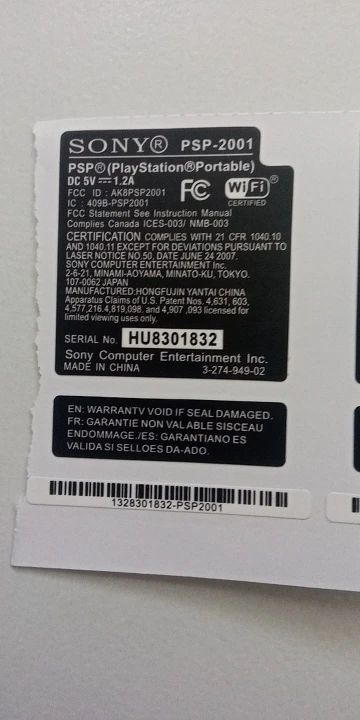 SONY® PSP-2001
PSP®(PlayStation®Portable)
DC 5V ⎓ 1.2A
FCC ID : AK8PSP2001
IC : 409B-PSP2001
FC Wi Fi ®
CERTIFIED
FCC Statement See Instruction Manual
Complies Canada ICES-003/ NMB-003
CERTIFICATION COMPLIES WITH 21 CFR 1040.10
AND 1040.11 EXCEPT FOR DEVIATIONS PURSUANT TO
LASER NOTICE NO.50, DATE JUNE 24 2007.
SONY COMPUTER ENTERTAINMENT Inc.
2-6-21, MINAMI-AOYAMA, MINATO-KU, TOKYO.
107-0062 JAPAN
MANUFACTURED:HONGFUJIN YANTAI CHINA
Apparatus Claims of U.S. Patent Nos. 4,631, 603,
4,577,216.4,819,098, and 4,907 ,093 licensed for
limited viewing uses only.
SERIAL No. HU8301832
Sony Computer Entertainment Inc.
MADE IN CHINA 3-274-949-02
EN: WARRANTV VOID IF SEAL DAMAGED.
FR: GARANTIE NON VALABLE SISCEAU
ENDOMMAGE./ES: GARANTIANO ES
VALIDA SI SELLOES DA-ADO.
1328301832-PSP2001